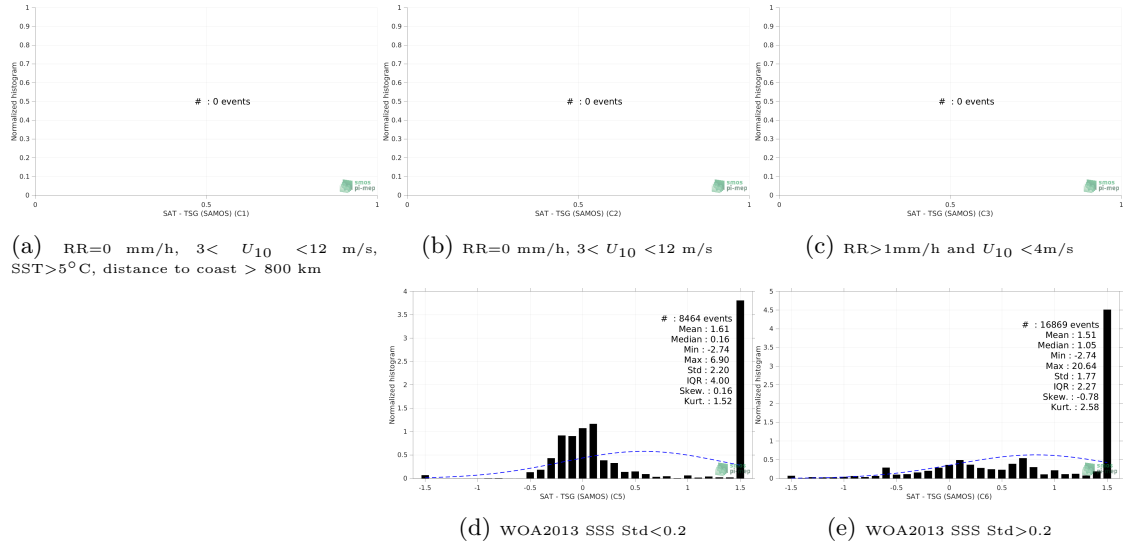 1
0.9
0.8
0.7
0.6
0.5
0.4
0.3
0.2
0.1
0
Normalized histogram
# : 0 events
smos
pi-mep
0 0.5 1
SAT - TSG (SAMOS) (C1)
1
0.9
0.8
0.7
0.6
0.5
0.4
0.3
0.2
0.1
0
Normalized histogram
# : 0 events
smos
pi-mep
0 0.5 1
SAT - TSG (SAMOS) (C2)
1
0.9
0.8
0.7
0.6
0.5
0.4
0.3
0.2
0.1
0
Normalized histogram
# : 0 events
smos
pi-mep
0 0.5 1
SAT - TSG (SAMOS) (C3)
(a) RR=0 mm/h, 3< U10 <12 m/s,
SST>5°C, distance to coast > 800 km
(b) RR=0 mm/h, 3< U10 <12 m/s
(c) RR>1mm/h and U10 <4m/s
4
3.5
3
2.5
2
1.5
1
0.5
0
Normalized histogram
# : 8464 events
Mean : 1.61
Median : 0.16
Min : -2.74
Max : 6.90
Std : 2.20
IQR : 4.00
Skew. : 0.16
Kurt. : 1.52
smos
pi-mep
-1.5 -1 -0.5 0 0.5 1 1.5
SAT - TSG (SAMOS) (C5)
5
4.5
4
3.5
3
2.5
2
1.5
1
0.5
0
Normalized histogram
# : 16869 events
Mean : 1.51
Median : 1.05
Min : -2.74
Max : 20.64
Std : 1.77
IQR : 2.27
Skew. : -0.78
Kurt. : 2.58
smos
pi-mep
-1.5 -1 -0.5 0 0.5 1 1.5
SAT - TSG (SAMOS) (C6)
(d) WOA2013 SSS Std<0.2
(e) WOA2013 SSS Std>0.2